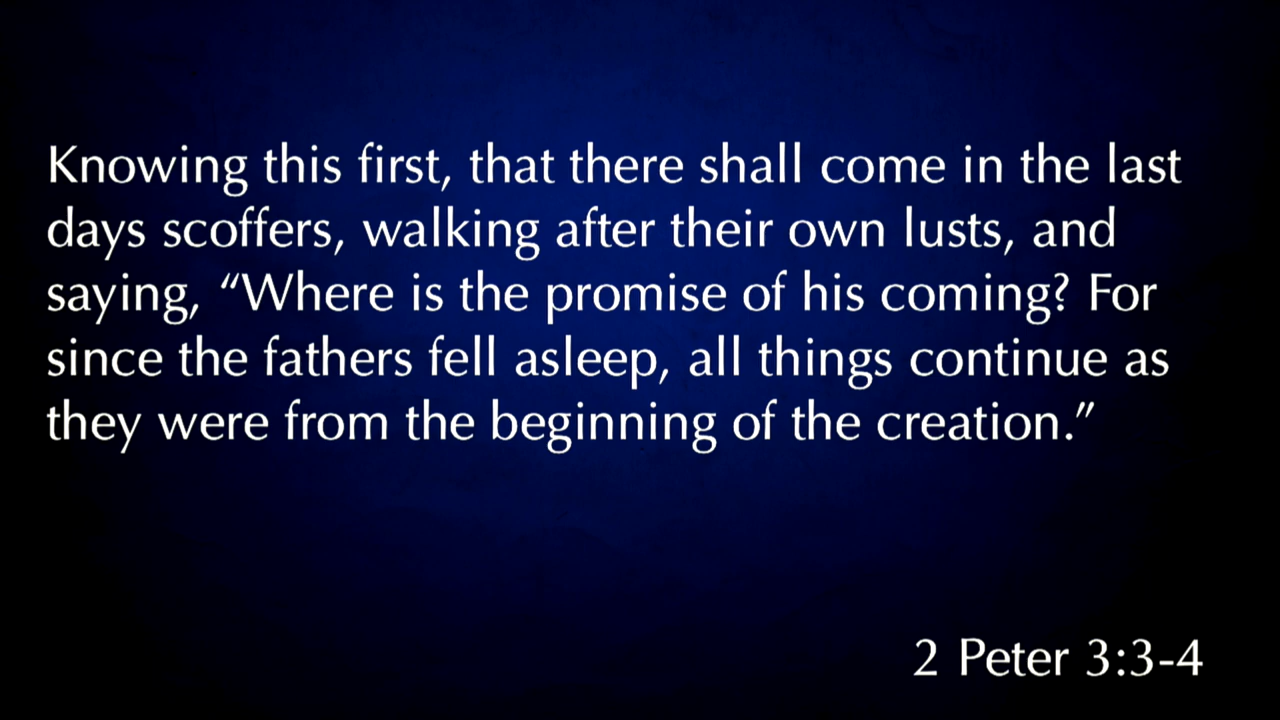 Knowing this first, that there shall come in the last
days scoffers, walking after their own lusts, and
saying, “Where is the promise of his coming? For
since the fathers fell asleep, all things continue as
they were from the beginning of the creation.”
2 Peter 3:3-4